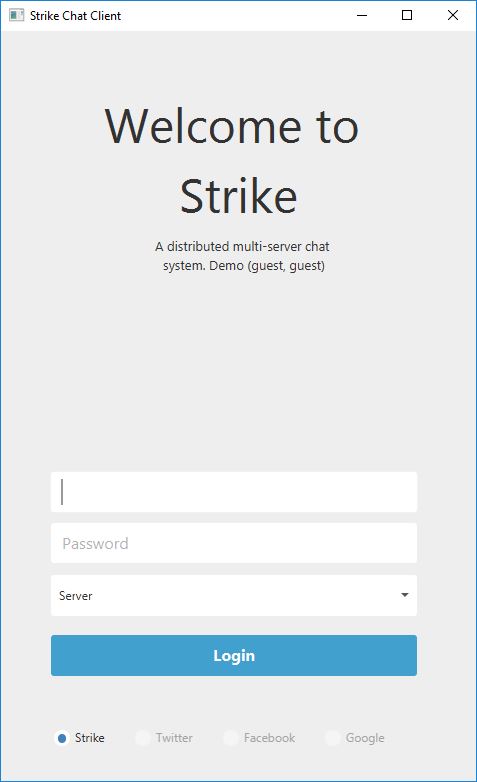 Strike Chat Client
Welcome to
Strike
A distributed multi-server chat
system. Demo (guest, guest)
Password
Server
Login
Strike Twitter Facebook Google